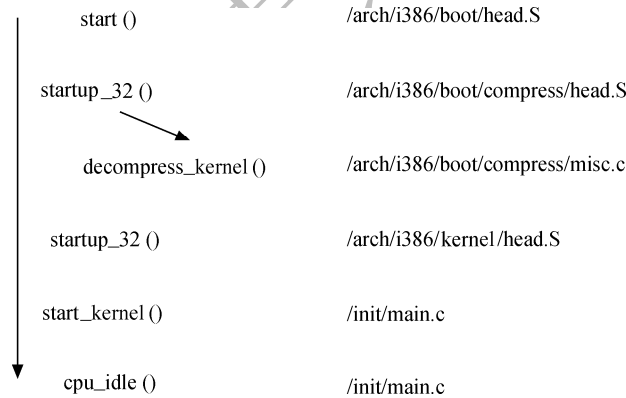 start () /arch/i386/boot/head.S
startup_32 () /arch/i386/boot/compress/head.S
decompress_kernel () /arch/i386/boot/compress/misc.c
startup_32 () /arch/i386/kernel/head.S
start_kernel () /init/main.c
cpu_idle () /init/main.c